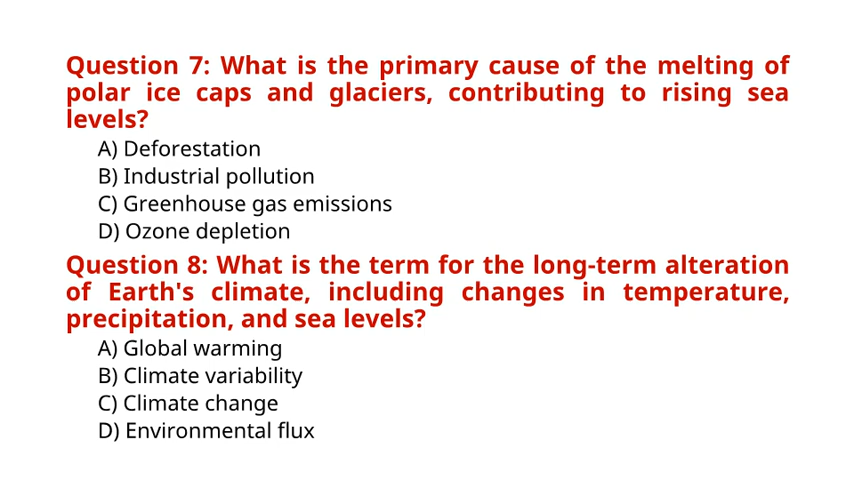 Question 7: What is the primary cause of the melting of
polar ice caps and glaciers, contributing to rising sea
levels?
A) Deforestation
B) Industrial pollution
C) Greenhouse gas emissions
D) Ozone depletion
Question 8: What is the term for the long-term alteration
of Earth's climate, including changes in temperature,
precipitation, and sea levels?
A) Global warming
B) Climate variability
C) Climate change
D) Environmental flux